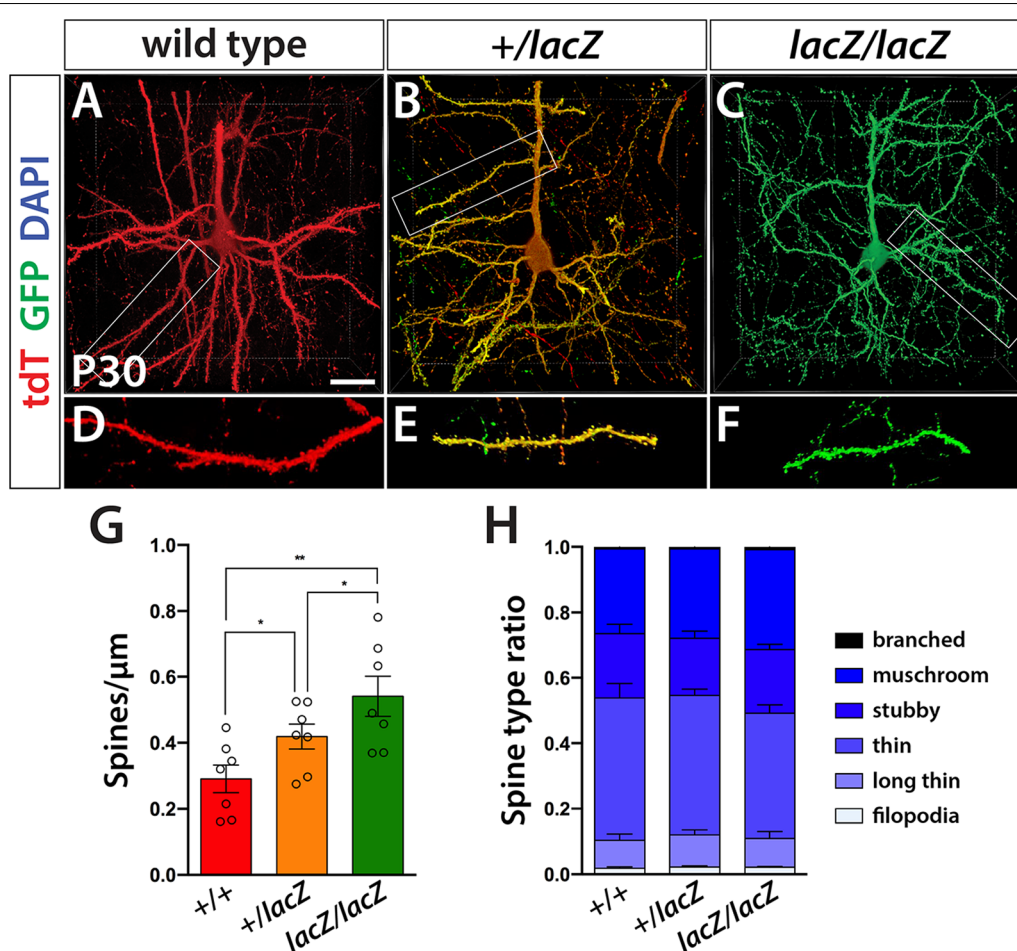 wild type +/lacZ lacZ/lacZ
tdT GFP DAPI
A B C
P30
D E F
G
Spines/μm
1.0
0.8
0.6
0.4
0.2
0.0
**
*
*
+/+ +/lacZ lacZ/lacZ
H
Spine type ratio
1.0
0.8
0.6
0.4
0.2
0.0
+/+ +/lacZ lacZ/lacZ
branched
muschroom
stubby
thin
long thin
filopodia